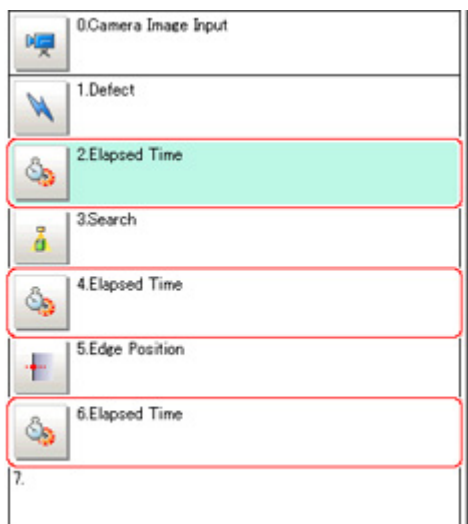 0.Camera Image Input
1.Defect
2.Elapsed Time
3.Search
4.Elapsed Time
5.Edge Position
6.Elapsed Time
7.